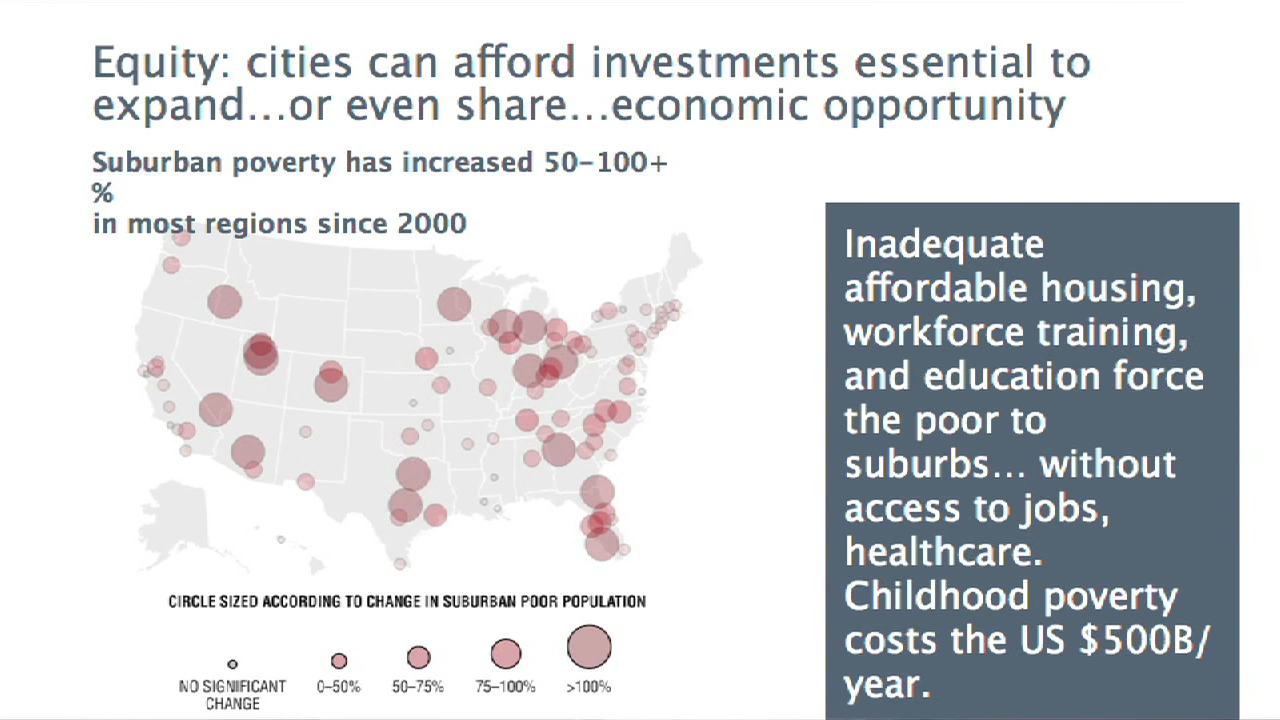 Equity: cities can afford investments essential to
expand...or even share...economic opportunity
Suburban poverty has increased 50–100+
%
in most regions since 2000
Inadequate
affordable housing,
workforce training,
and education force
the poor to
suburbs... without
access to jobs,
healthcare.
Childhood poverty
costs the US $500B/
year.
CIRCLE SIZED ACCORDING TO CHANGE IN SUBURBAN POOR POPULATION
NO SIGNIFICANT
CHANGE
0–50%
50–75%
75–100%
>100%